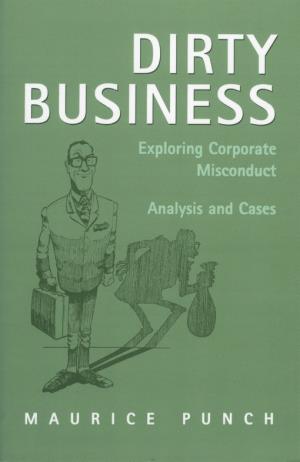 DIRTY
BUSINESS
Exploring Corporate
Misconduct
Analysis and Cases
MAURICE PUNCH